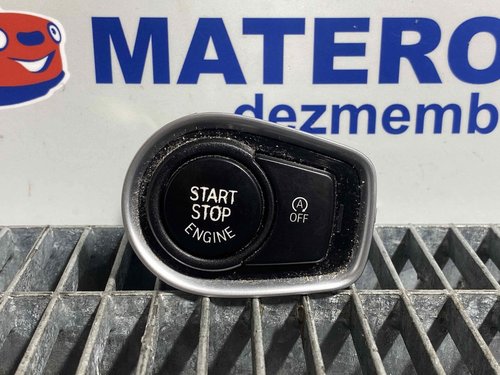 MATERO
dezmemb
START
STOP
ENGINE
A
OFF